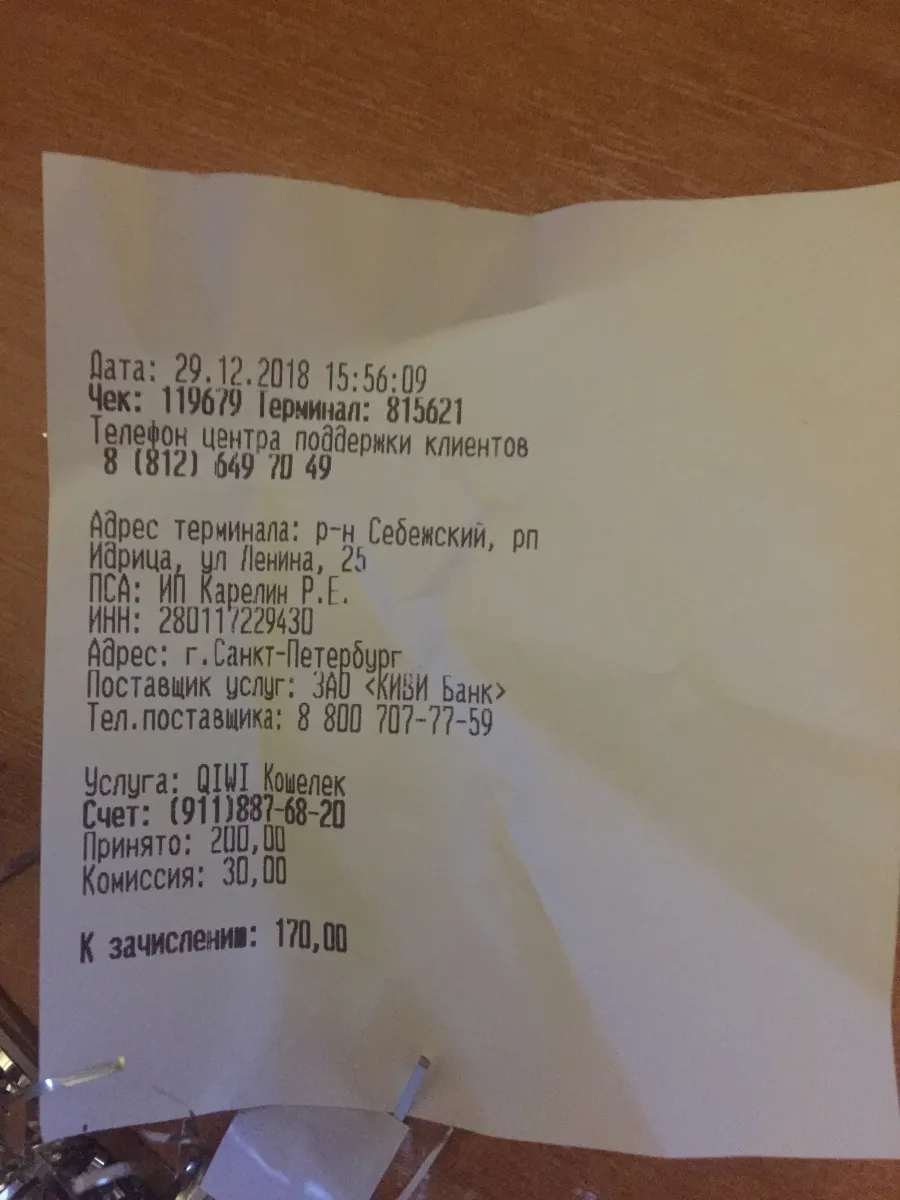 Дата: 29.12.2018 15:56:09
Чек: 119679 Терминал: 815621
Телефон центра поддержки клиентов
8 (812) 649 70 49
Адрес терминала: р-н Себежский, рп
Идрица, ул Ленина, 25
ПСА: ИП Карелин Р.Е.
ИНН: 280117229430
Адрес: г.Санкт-Петербург
Поставщик услуг: ЗАО <КИВИ Банк>
Тел.поставщика: 8 800 707-77-59
Услуга: QIWI Кошелек
Счет: (911)887-68-20
Принято: 200,00
Комиссия: 30,00
К зачислению: 170,00